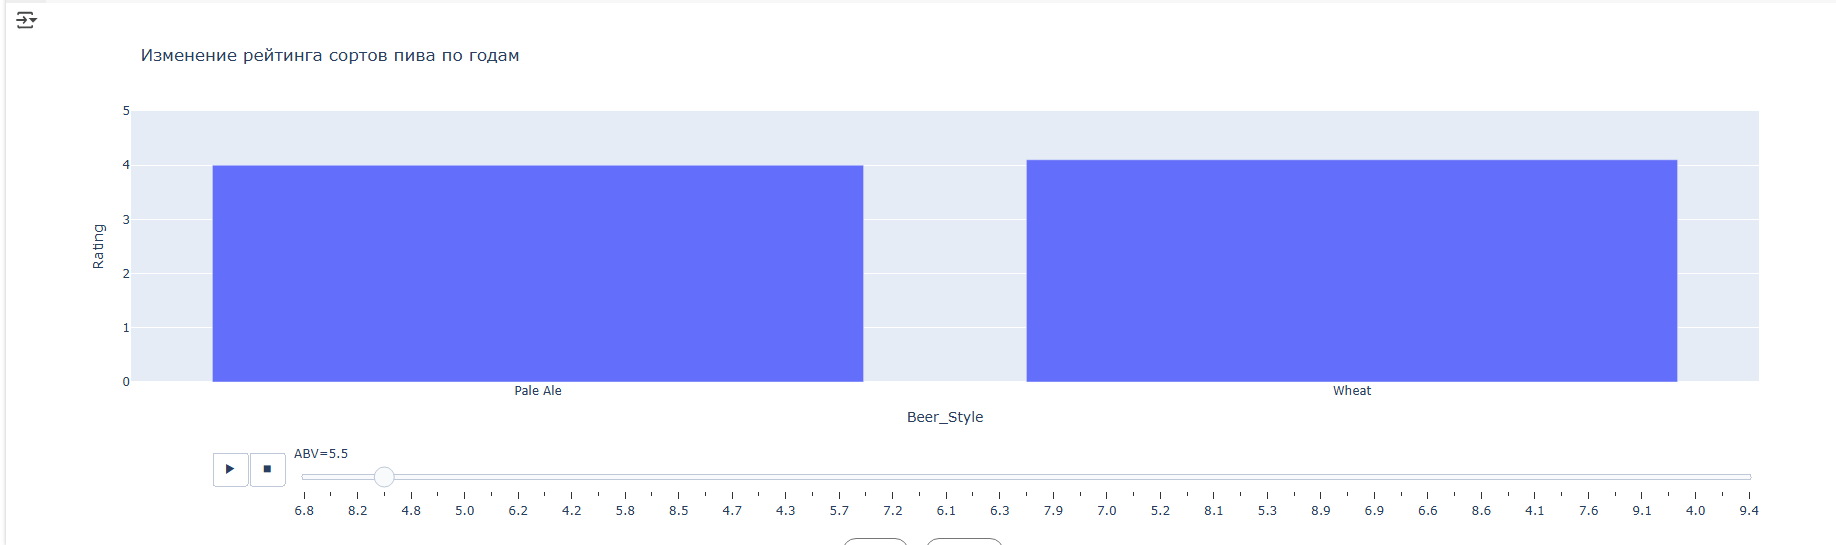 Изменение рейтинга сортов пива по годам
5
4
3
2
1
0
Rating
Pale Ale Wheat
Beer_Style
ABV=5.5
6.8 8.2 4.8 5.0 6.2 4.2 5.8 8.5 4.7 4.3 5.7 7.2 6.1 6.3 7.9 7.0 5.2 8.1 5.3 8.9 6.9 6.6 8.6 4.1 7.6 9.1 4.0 9.4